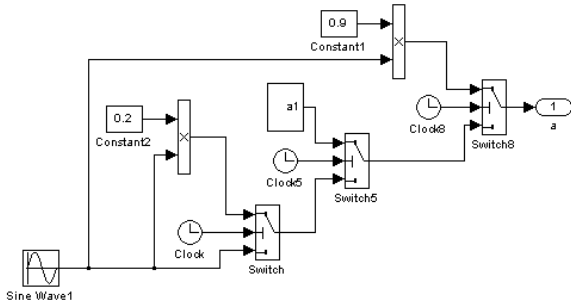 0.9
Constant1
×
0.2
Constant2
×
a1
Clock8
Switch8
1
a
Clock5
Switch5
Clock
Switch
Sine Wave1